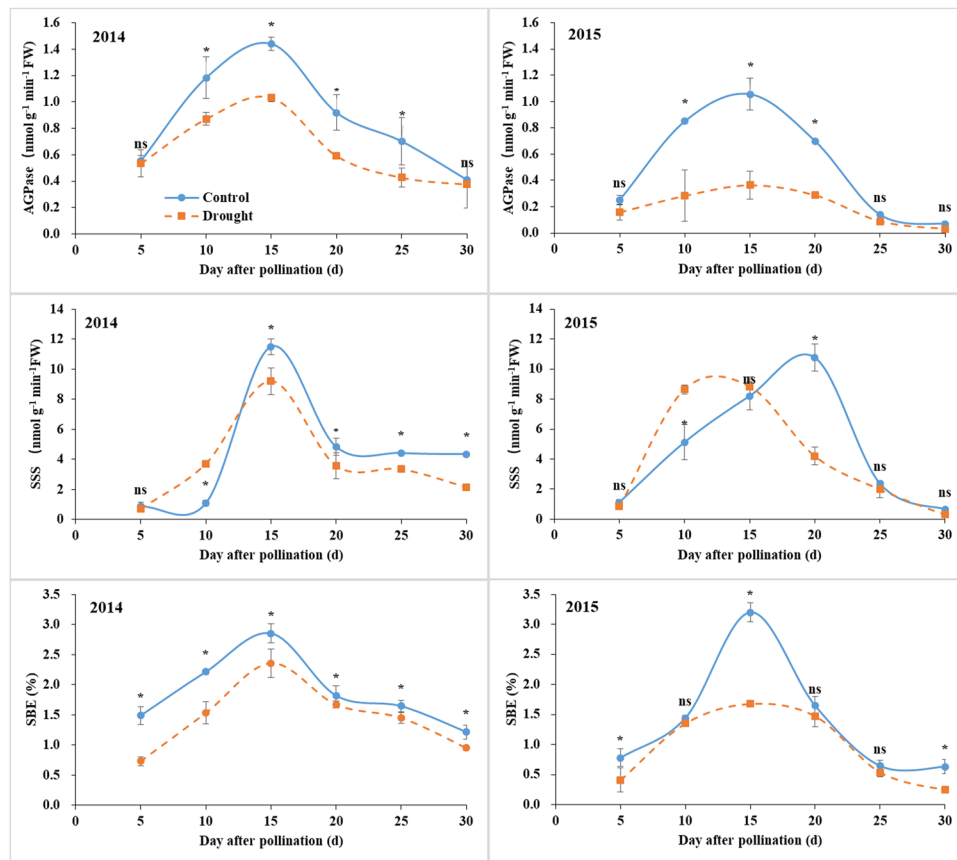 2014
AGPase (nmol g-1 min-1 FW)
1.6
1.4
1.2
1.0
0.8
0.6
0.4
0.2
0.0
ns
*
*
*
*
ns
Control
Drought
0 5 10 15 20 25 30
Day after pollination (d)
2015
AGPase (nmol g-1 min-1 FW)
1.6
1.4
1.2
1.0
0.8
0.6
0.4
0.2
0.0
ns
*
*
*
ns
ns
0 5 10 15 20 25 30
Day after pollination (d)
2014
SSS (nmol g-1 min-1FW)
14
12
10
8
6
4
2
0
ns
*
*
*
*
*
0 5 10 15 20 25 30
Day after pollination (d)
2015
SSS (nmol g-1 min-1 FW)
14
12
10
8
6
4
2
0
ns
*
ns
*
ns
ns
0 5 10 15 20 25 30
Day after pollination (d)
2014
SBE (%)
3.5
3.0
2.5
2.0
1.5
1.0
0.5
0.0
*
*
*
*
*
*
0 5 10 15 20 25 30
Day after pollination (d)
2015
SBE (%)
3.5
3.0
2.5
2.0
1.5
1.0
0.5
0.0
*
ns
*
ns
ns
*
0 5 10 15 20 25 30
Day after pollination (d)